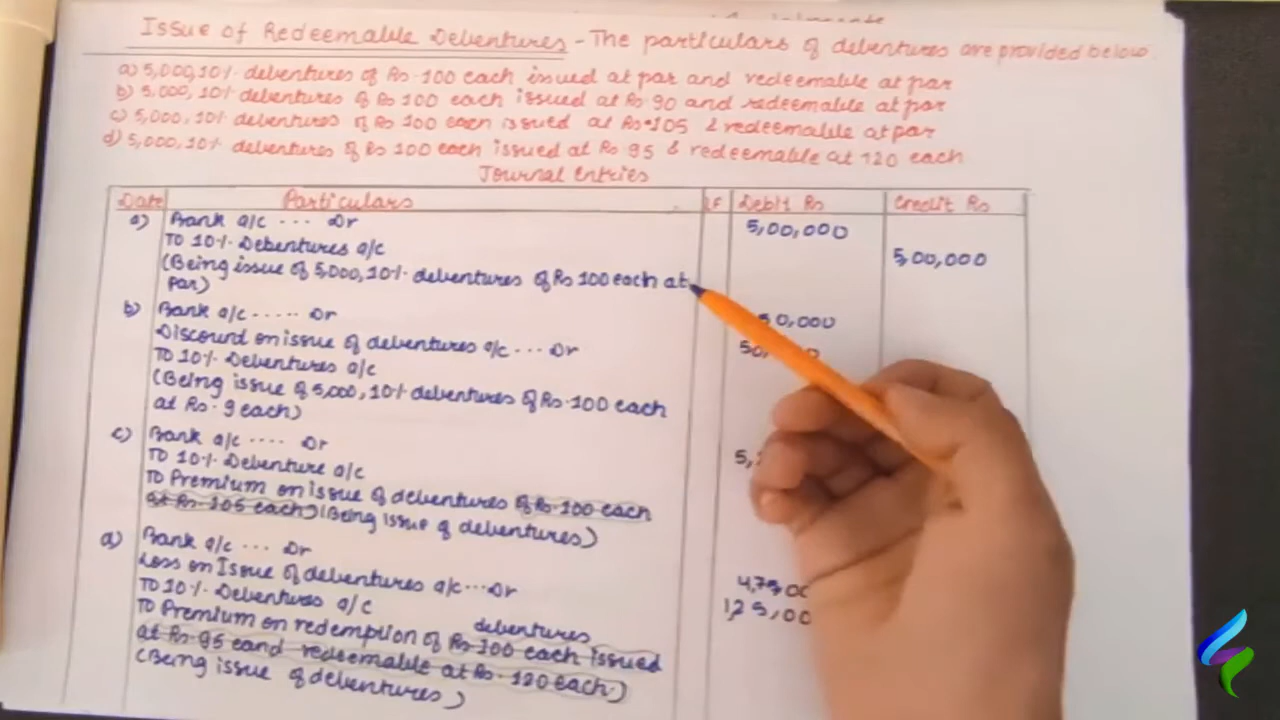 Issue of Redeemable Debentures - The particulars of debentures are provided below
a) 5,000,10% debentures of Rs 100 each issued at par and redeemable at par
b) 5,000, 10% debentures of Rs 100 each issued at Rs 90 and redeemable at par
c) 5,000, 10% debentures of Rs 100 each issued at Rs.105 & redeemable at par
d) 5,000, 10% debentures of Rs 100 each issued at Rs 95 & redeemable at 120 each
Journal Entries
Date Particulars LF Debit Rs Credit Rs
a) Bank a/c ... Dr 5,00,000
To 10% Debentures a/c 5,00,000
(Being issue of 5,000, 10% debentures of Rs 100 each at
par)
b) Bank a/c ..... Dr 50,000
Discound on issue of debentures a/c ... Dr
To 10% Debentures a/c
(Being issue of 5,000, 10% debentures of Rs.100 each
at Rs. 9 each)
c) Bank a/c .... Dr
To 10% Debenture a/c
To Premium on issue of debentures of Rs.100 each
at Rs.105 each) (Being issue of debentures)
d) Bank a/c ... Dr
Loss on Issue of debentures a/c ... Dr
To 10% Debentures a/c
debentures
To Premium on redemption of Rs 100 each issued
at Rs.95 eand redeemable at Rs. 120 each)
(Being issue of debentures)